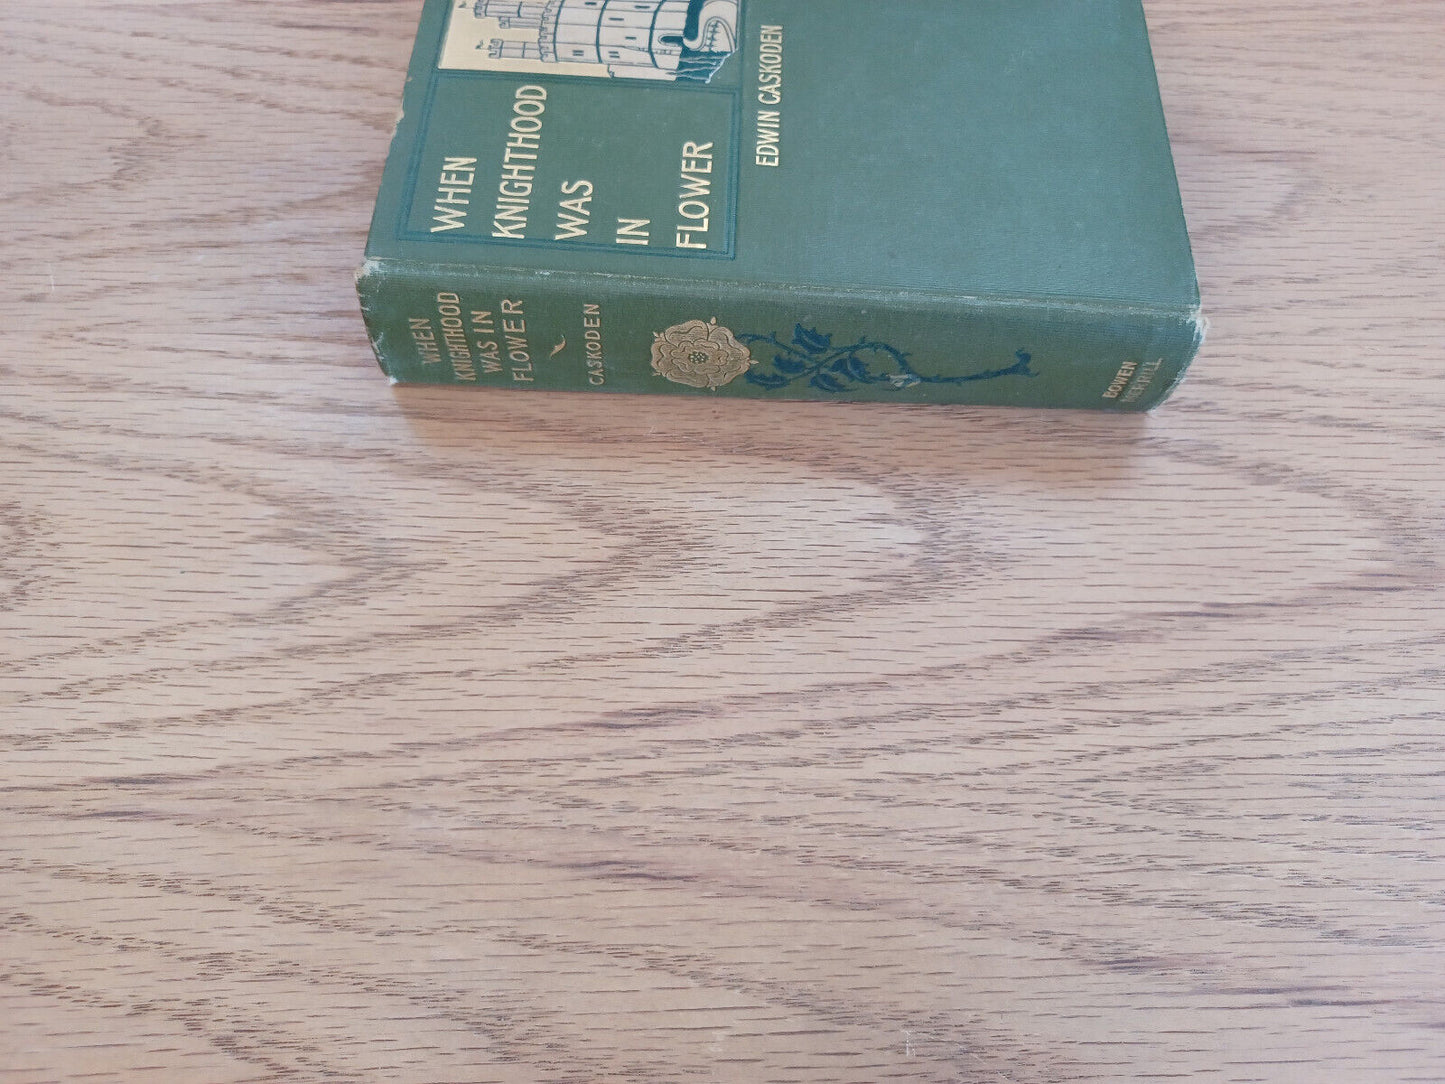 WHEN
KNIGHTHOOD
WAS
IN
FLOWER
EDWIN CASKODEN
WHEN
KNIGHTHOOD
WAS IN
FLOWER
CASKODEN
BOWEN
MERRILL